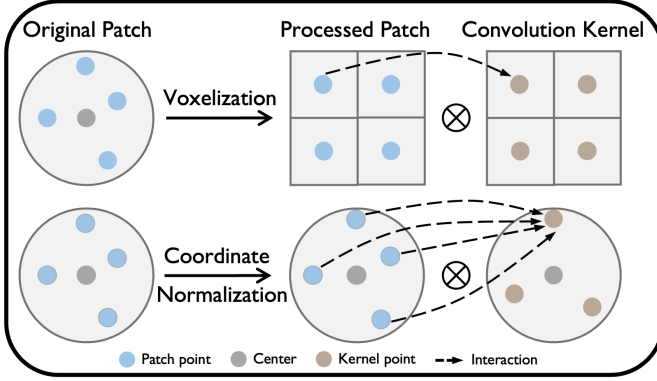 Original Patch
Processed Patch
Convolution Kernel
Voxelization
Coordinate
Normalization
Patch point
Center
Kernel point
Interaction